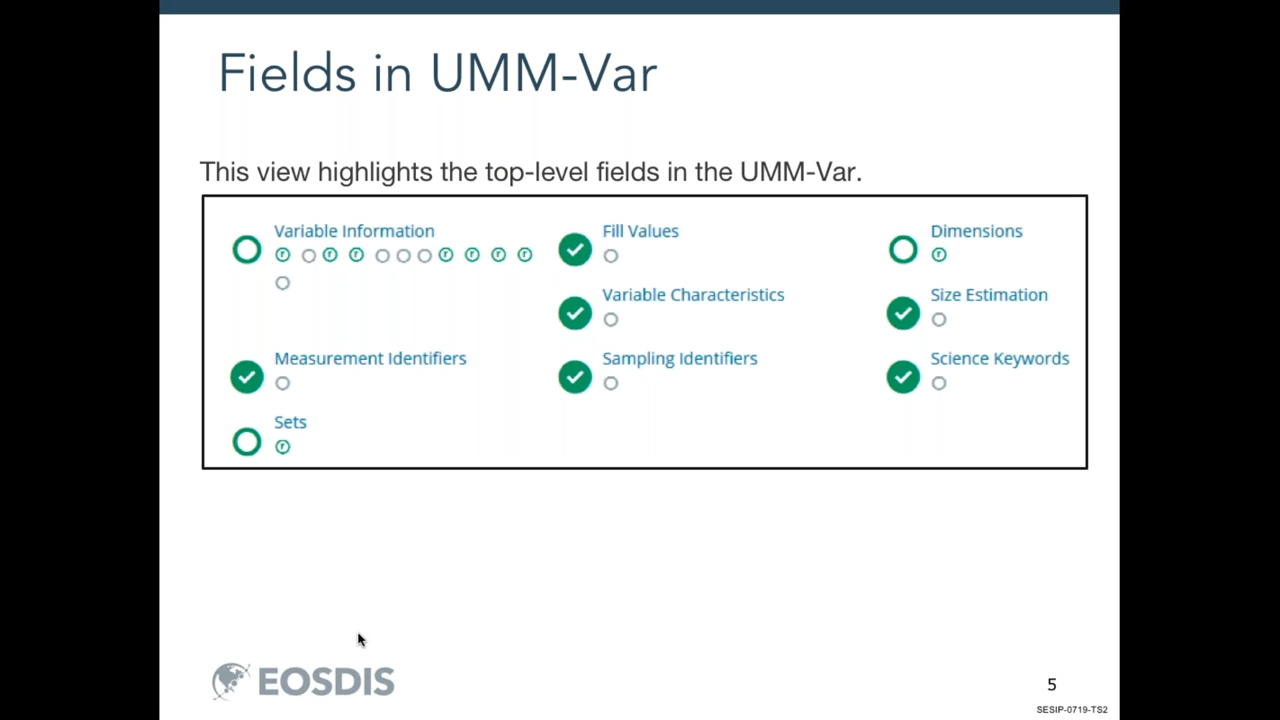 Fields in UMM-Var
This view highlights the top-level fields in the UMM-Var.
Variable Information
Fill Values
Dimensions
r r r r r r r
r
Variable Characteristics
Size Estimation
Measurement Identifiers
Sampling Identifiers
Science Keywords
Sets
r
EOSDIS
5
SESIP-0719-TS2